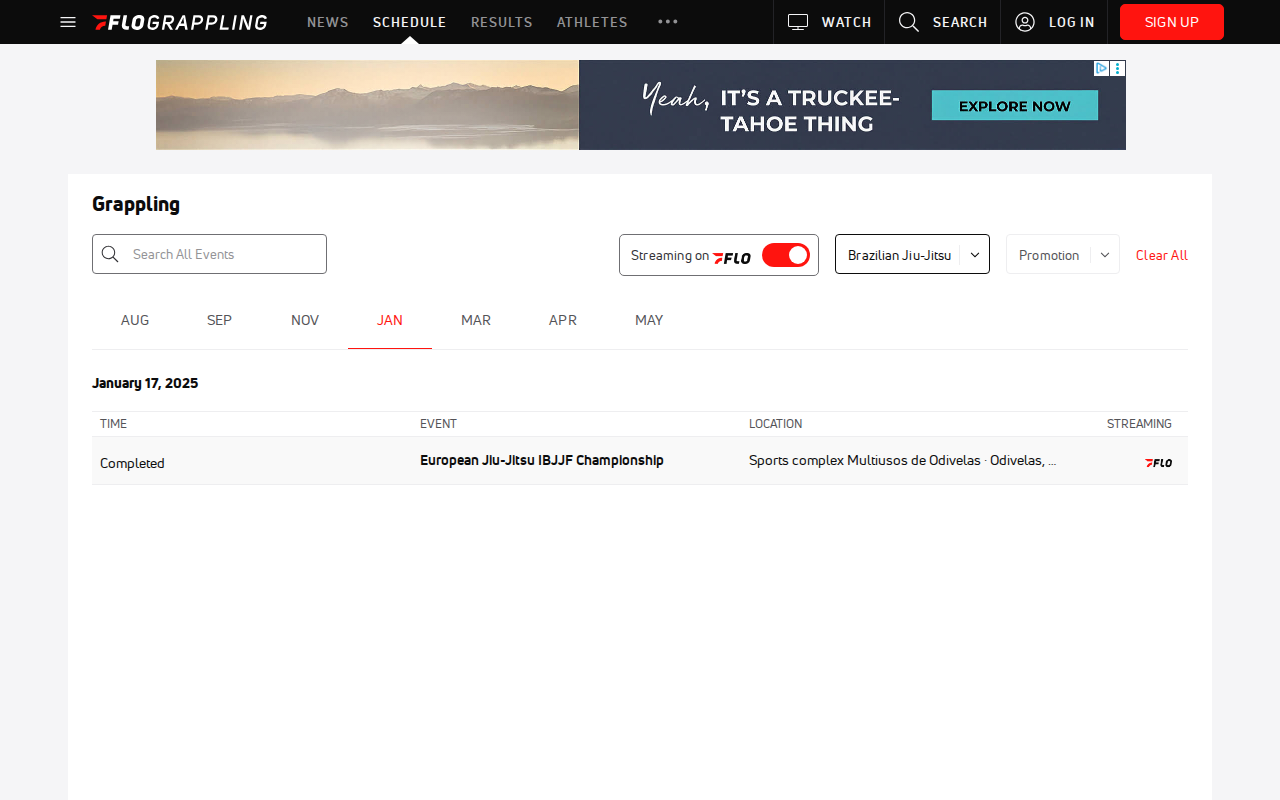 FLOGRAPPLING
NEWS
SCHEDULE
RESULTS
ATHLETES
WATCH
SEARCH
LOG IN
SIGN UP
Yeah, IT'S A TRUCKEE-
TAHOE THING
EXPLORE NOW
Grappling
Search All Events
Streaming on FLO
Brazilian Jiu-Jitsu
Promotion
Clear All
AUG
SEP
NOV
JAN
MAR
APR
MAY
January 17, 2025
TIME
EVENT
LOCATION
STREAMING
Completed
European Jiu-Jitsu IBJJF Championship
Sports complex Multiusos de Odivelas · Odivelas, ...
FLO